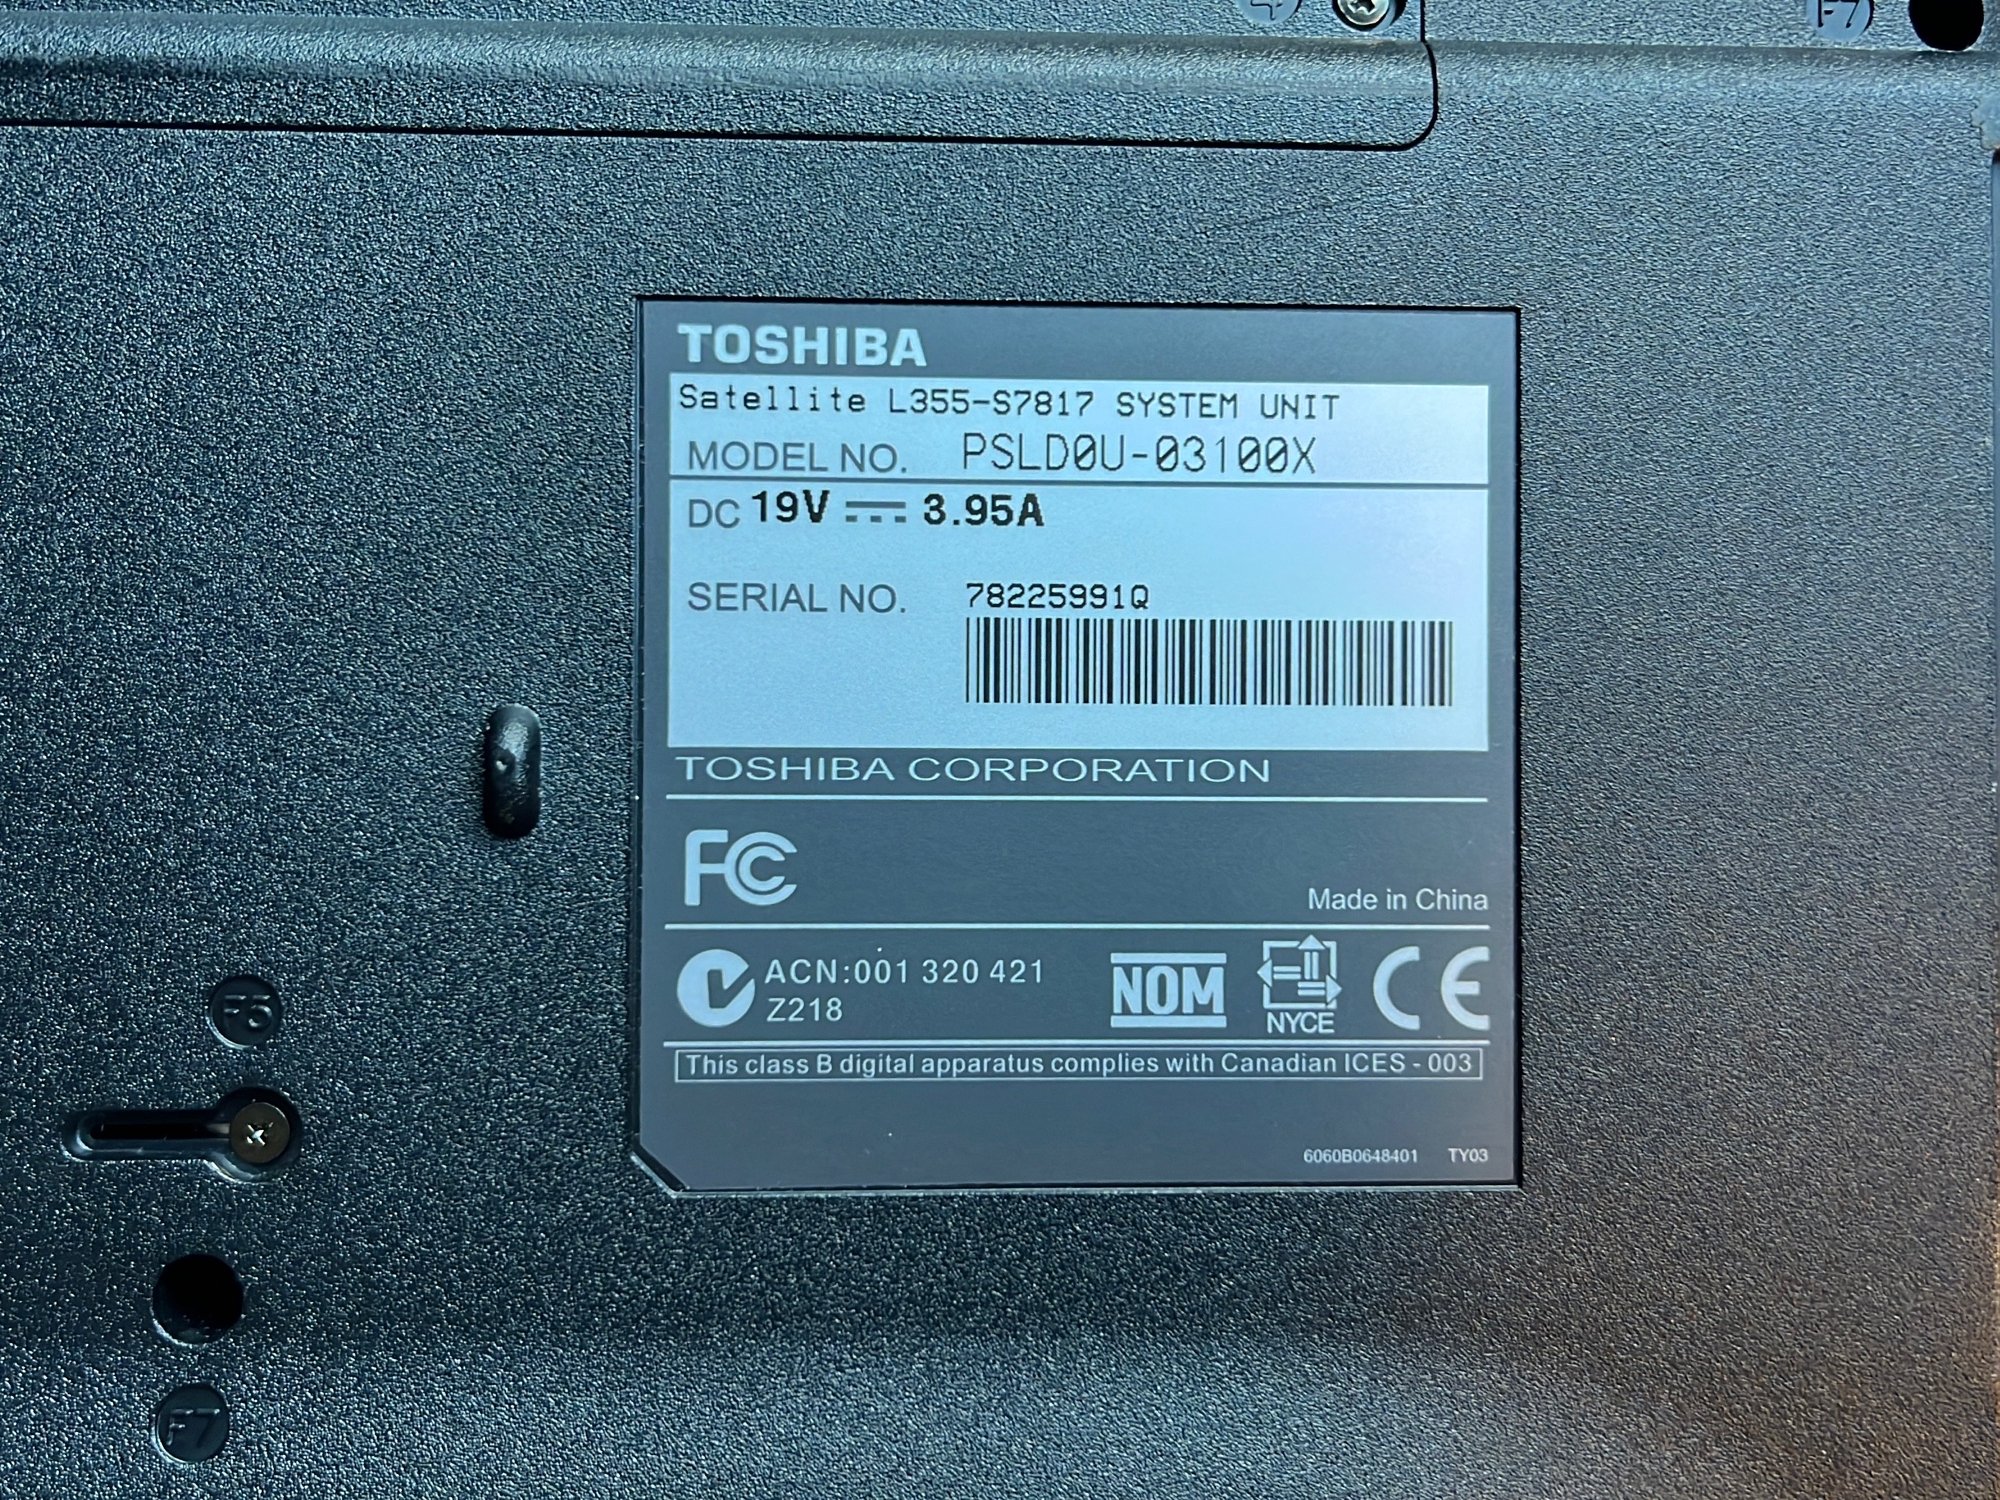 F7
TOSHIBA
Satellite L355-S7817 SYSTEM UNIT
MODEL NO. PSLD0U-03100X
DC 19V 3.95A
SERIAL NO. 78225991Q
TOSHIBA CORPORATION
FC
Made in China
ACN:001 320 421
Z218
NOM
NYCE
CE
This class B digital apparatus complies with Canadian ICES - 003
6060B0648401 TY03
F5
F7